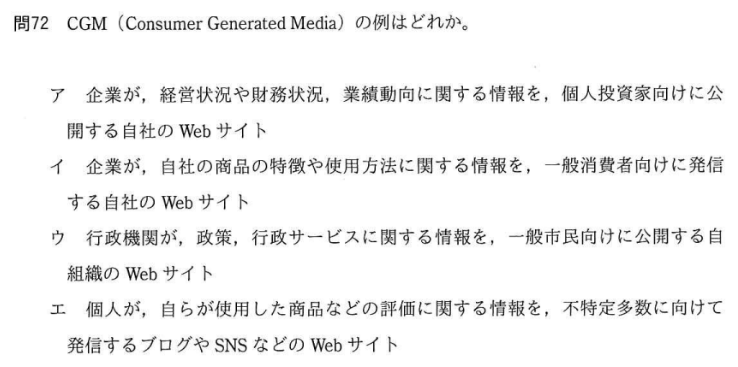 問72 CGM（Consumer Generated Media）の例はどれか。
ア 企業が，経営状況や財務状況，業績動向に関する情報を，個人投資家向けに公
開する自社の Web サイト
イ 企業が，自社の商品の特徴や使用方法に関する情報を，一般消費者向けに発信
する自社の Web サイト
ウ 行政機関が，政策，行政サービスに関する情報を，一般市民向けに公開する自
組織の Web サイト
エ 個人が，自らが使用した商品などの評価に関する情報を，不特定多数に向けて
発信するブログや SNS などの Web サイト